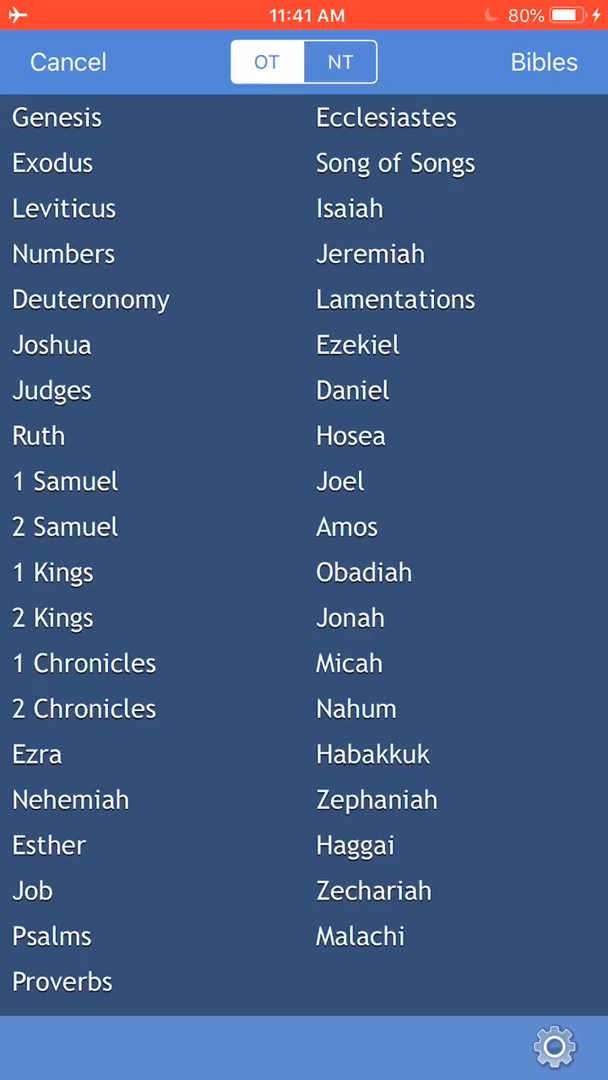 11:41 AM
80%
Cancel
OT
NT
Bibles
Genesis
Exodus
Leviticus
Numbers
Deuteronomy
Joshua
Judges
Ruth
1 Samuel
2 Samuel
1 Kings
2 Kings
1 Chronicles
2 Chronicles
Ezra
Nehemiah
Esther
Job
Psalms
Proverbs
Ecclesiastes
Song of Songs
Isaiah
Jeremiah
Lamentations
Ezekiel
Daniel
Hosea
Joel
Amos
Obadiah
Jonah
Micah
Nahum
Habakkuk
Zephaniah
Haggai
Zechariah
Malachi